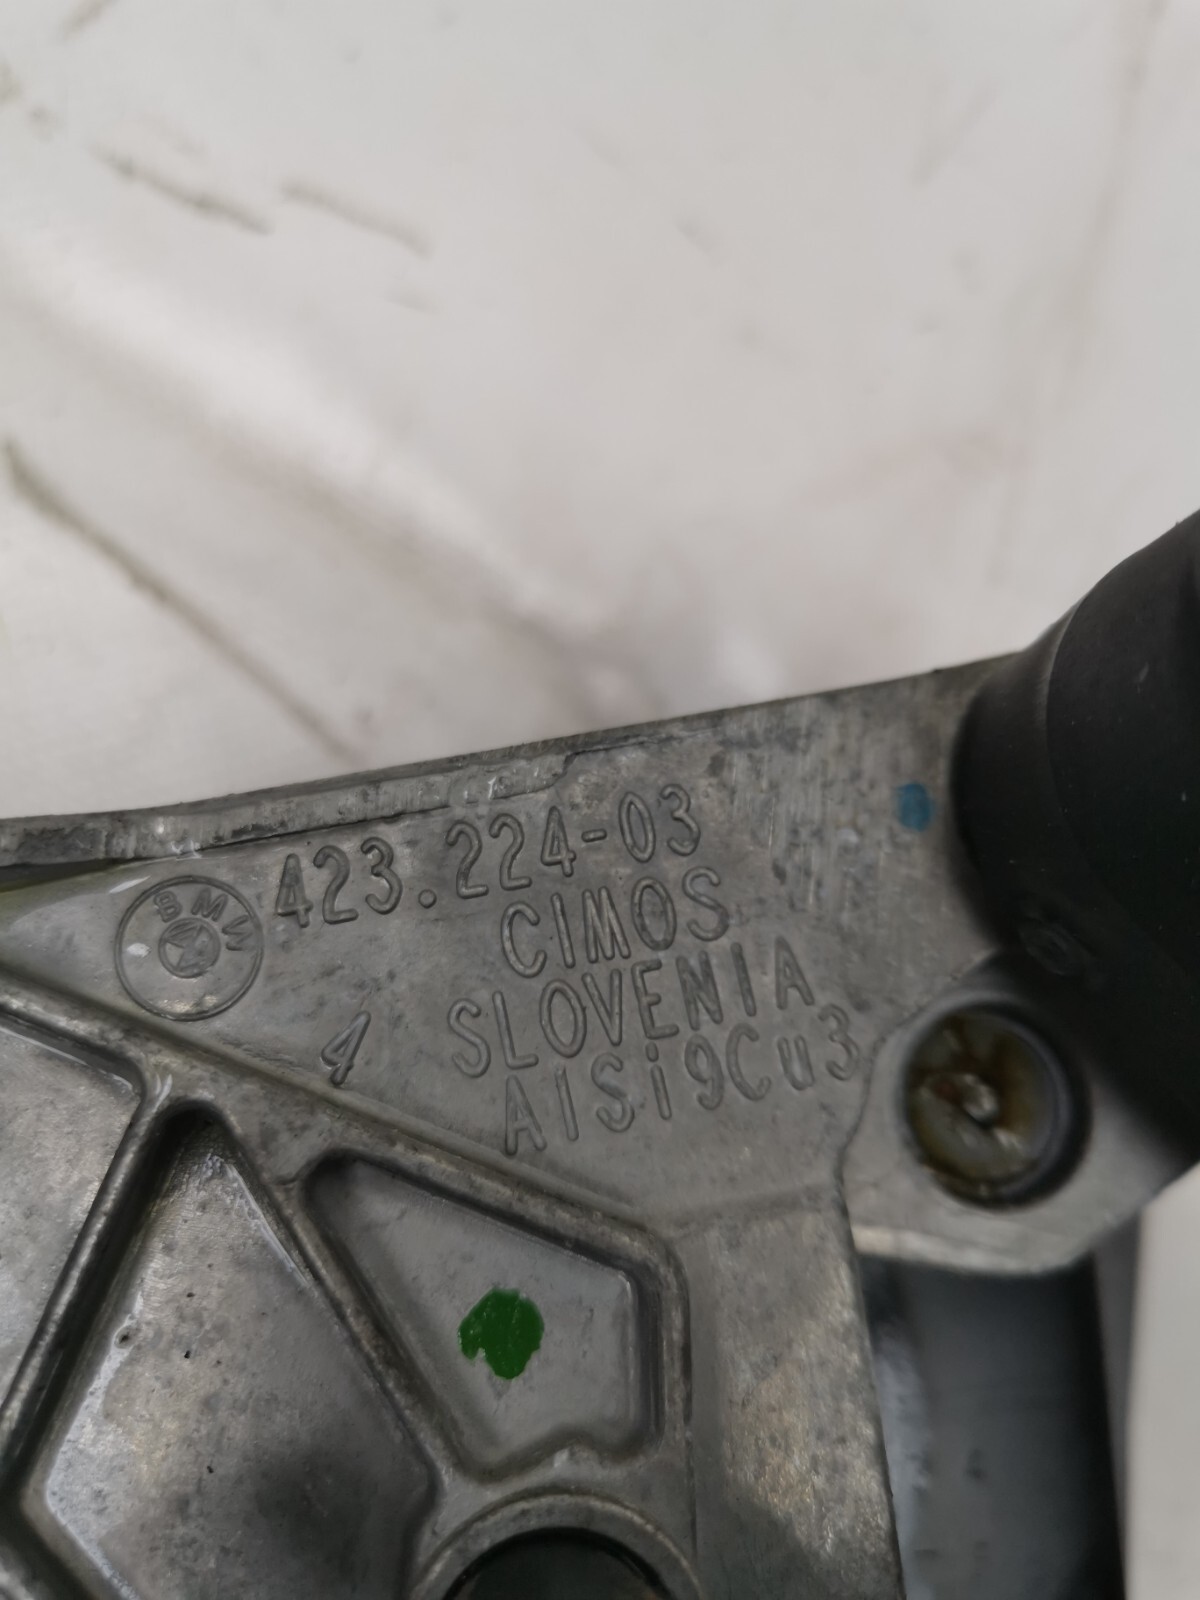 423.224-03
BMW
CIMOS
SLOVENIA
4
AlSi9Cu3